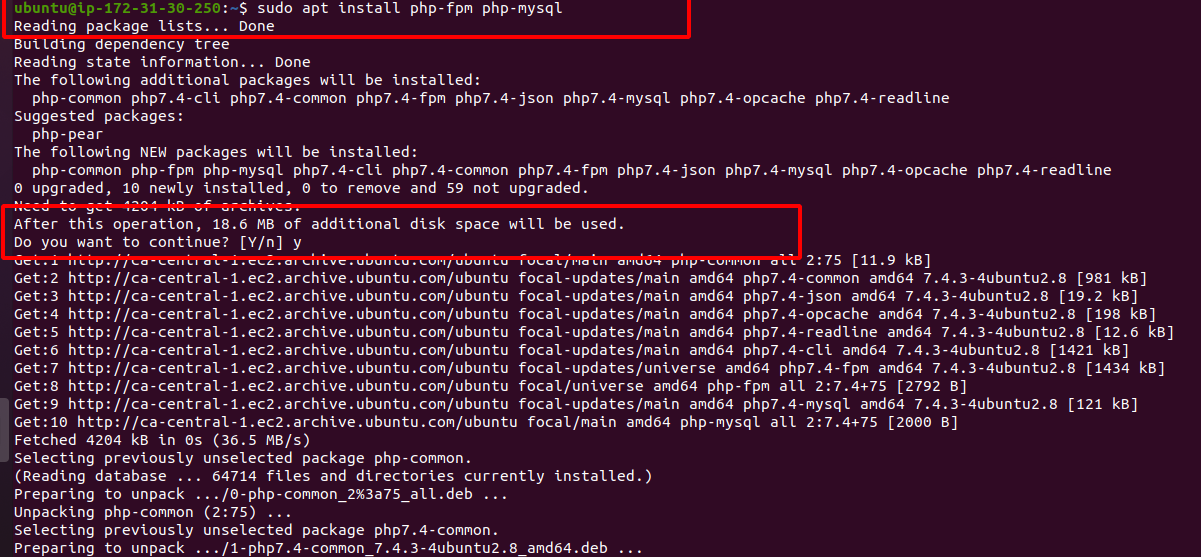 ubuntu@ip-172-31-30-250:~$ sudo apt install php-fpm php-mysql
Reading package lists... Done
Building dependency tree
Reading state information... Done
The following additional packages will be installed:
  php-common php7.4-cli php7.4-common php7.4-fpm php7.4-json php7.4-mysql php7.4-opcache php7.4-readline
Suggested packages:
  php-pear
The following NEW packages will be installed:
  php-common php-fpm php-mysql php7.4-cli php7.4-common php7.4-fpm php7.4-json php7.4-mysql php7.4-opcache php7.4-readline
0 upgraded, 10 newly installed, 0 to remove and 59 not upgraded.
Need to get 4204 kB of archives.
After this operation, 18.6 MB of additional disk space will be used.
Do you want to continue? [Y/n] y
Get:1 http://ca-central-1.ec2.archive.ubuntu.com/ubuntu focal/main amd64 php-common all 2:75 [11.9 kB]
Get:2 http://ca-central-1.ec2.archive.ubuntu.com/ubuntu focal-updates/main amd64 php7.4-common amd64 7.4.3-4ubuntu2.8 [981 kB]
Get:3 http://ca-central-1.ec2.archive.ubuntu.com/ubuntu focal-updates/main amd64 php7.4-json amd64 7.4.3-4ubuntu2.8 [19.2 kB]
Get:4 http://ca-central-1.ec2.archive.ubuntu.com/ubuntu focal-updates/main amd64 php7.4-opcache amd64 7.4.3-4ubuntu2.8 [198 kB]
Get:5 http://ca-central-1.ec2.archive.ubuntu.com/ubuntu focal-updates/main amd64 php7.4-readline amd64 7.4.3-4ubuntu2.8 [12.6 kB]
Get:6 http://ca-central-1.ec2.archive.ubuntu.com/ubuntu focal-updates/main amd64 php7.4-cli amd64 7.4.3-4ubuntu2.8 [1421 kB]
Get:7 http://ca-central-1.ec2.archive.ubuntu.com/ubuntu focal-updates/universe amd64 php7.4-fpm amd64 7.4.3-4ubuntu2.8 [1434 kB]
Get:8 http://ca-central-1.ec2.archive.ubuntu.com/ubuntu focal/universe amd64 php-fpm all 2:7.4+75 [2792 B]
Get:9 http://ca-central-1.ec2.archive.ubuntu.com/ubuntu focal-updates/main amd64 php7.4-mysql amd64 7.4.3-4ubuntu2.8 [121 kB]
Get:10 http://ca-central-1.ec2.archive.ubuntu.com/ubuntu focal/main amd64 php-mysql all 2:7.4+75 [2000 B]
Fetched 4204 kB in 0s (36.5 MB/s)
Selecting previously unselected package php-common.
(Reading database ... 64714 files and directories currently installed.)
Preparing to unpack .../0-php-common_2%3a75_all.deb ...
Unpacking php-common (2:75) ...
Selecting previously unselected package php7.4-common.
Preparing to unpack .../1-php7.4-common_7.4.3-4ubuntu2.8_amd64.deb ...